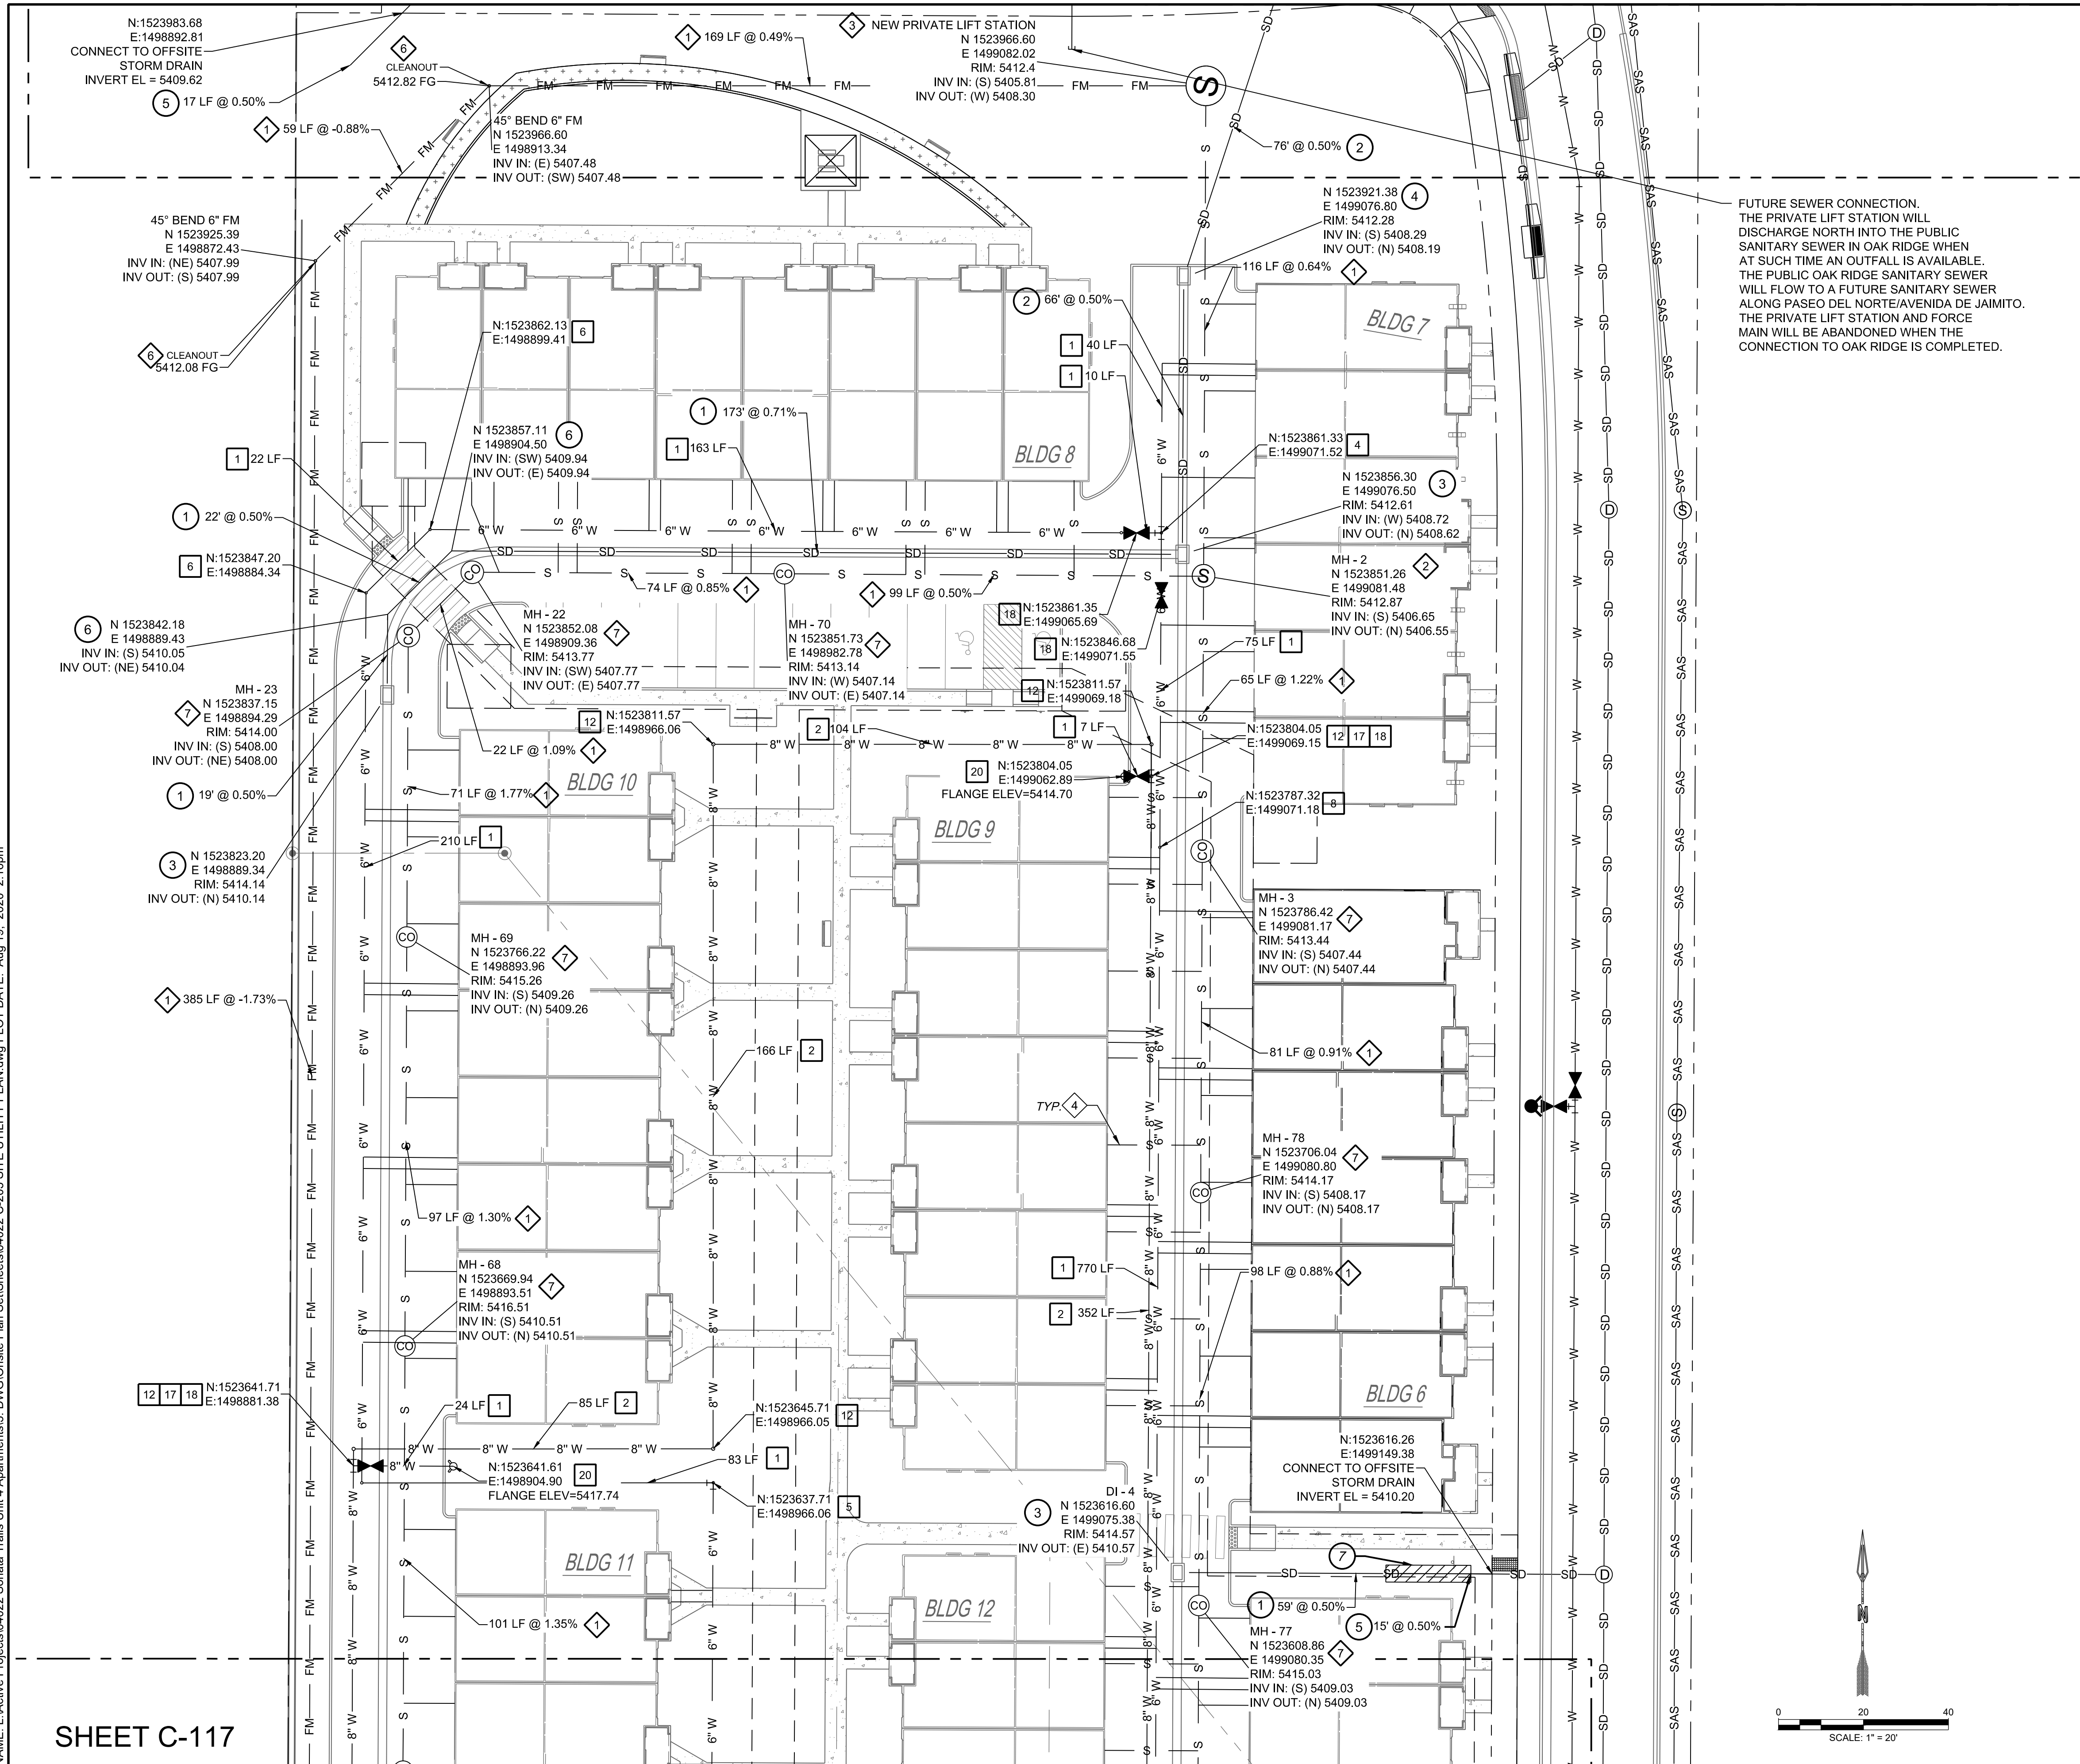 N:1523983.68
E:1498892.81
CONNECT TO OFFSITE
STORM DRAIN
INVERT EL = 5409.62
5 17 LF @ 0.50%
6
CLEANOUT
5412.82 FG
1 169 LF @ 0.49%
3 NEW PRIVATE LIFT STATION
N 1523966.60
E 1499082.02
RIM: 5412.4
INV IN: (S) 5405.81
INV OUT: (W) 5408.30
1 59 LF @ -0.88%
45° BEND 6" FM
N 1523966.60
E 1498913.34
INV IN: (E) 5407.48
INV OUT: (SW) 5407.48
76' @ 0.50% 2
45° BEND 6" FM
N 1523925.39
E 1498872.43
INV IN: (NE) 5407.99
INV OUT: (S) 5407.99
N 1523921.38 4
E 1499076.80
RIM: 5412.28
INV IN: (S) 5408.29
INV OUT: (N) 5408.19
FUTURE SEWER CONNECTION.
THE PRIVATE LIFT STATION WILL
DISCHARGE NORTH INTO THE PUBLIC
SANITARY SEWER IN OAK RIDGE WHEN
AT SUCH TIME AN OUTFALL IS AVAILABLE.
THE PUBLIC OAK RIDGE SANITARY SEWER
WILL FLOW TO A FUTURE SANITARY SEWER
ALONG PASEO DEL NORTE/AVENIDA DE JAIMITO.
THE PRIVATE LIFT STATION AND FORCE
MAIN WILL BE ABANDONED WHEN THE
CONNECTION TO OAK RIDGE IS COMPLETED.
116 LF @ 0.64% 1
2 66' @ 0.50%
BLDG 7
6 CLEANOUT
5412.08 FG
N:1523862.13 6
E:1498899.41
1 40 LF
1 10 LF
1 173' @ 0.71%
N 1523857.11 6
E 1498904.50
INV IN: (SW) 5409.94
INV OUT: (E) 5409.94
1 163 LF
BLDG 8
N:1523861.33 4
E:1499071.52
1 22 LF
N 1523856.30 3
E 1499076.50
RIM: 5412.61
INV IN: (W) 5408.72
INV OUT: (N) 5408.62
1 22' @ 0.50%
6 N:1523847.20
E:1498884.34
74 LF @ 0.85% 1
1 99 LF @ 0.50%
MH - 2 2
N 1523851.26
E 1499081.48
RIM: 5412.87
INV IN: (S) 5406.65
INV OUT: (N) 5406.55
6 N 1523842.18
E 1498889.43
INV IN: (S) 5410.05
INV OUT: (NE) 5410.04
MH - 22
N 1523852.08 7
E 1498909.36
RIM: 5413.77
INV IN: (SW) 5407.77
INV OUT: (E) 5407.77
MH - 70
N 1523851.73 7
E 1498982.78
RIM: 5413.14
INV IN: (W) 5407.14
INV OUT: (E) 5407.14
18 N:1523861.35
E:1499065.69
18 N:1523846.68
E:1499071.55
75 LF 1
65 LF @ 1.22% 1
12 N:1523811.57
E:1499069.18
MH - 23
7 N 1523837.15
E 1498894.29
RIM: 5414.00
INV IN: (S) 5408.00
INV OUT: (NE) 5408.00
12 N:1523811.57
E:1498966.06
2 104 LF
1 7 LF
N:1523804.05
E:1499069.15 12 17 18
22 LF @ 1.09% 1
20 N:1523804.05
E:1499062.89
FLANGE ELEV=5414.70
BLDG 10
1 19' @ 0.50%
71 LF @ 1.77% 1
N:1523787.32
E:1499071.18 8
BLDG 9
210 LF 1
3 N 1523823.20
E 1498889.34
RIM: 5414.14
INV OUT: (N) 5410.14
MH - 3
N 1523786.42 7
E 1499081.17
RIM: 5413.44
INV IN: (S) 5407.44
INV OUT: (N) 5407.44
MH - 69
N 1523766.22 7
E 1498893.96
RIM: 5415.26
INV IN: (S) 5409.26
INV OUT: (N) 5409.26
1 385 LF @ -1.73%
166 LF 2
81 LF @ 0.91% 1
TYP. 4
MH - 78
N 1523706.04 7
E 1499080.80
RIM: 5414.17
INV IN: (S) 5408.17
INV OUT: (N) 5408.17
97 LF @ 1.30% 1
MH - 68
N 1523669.94 7
E 1498893.51
RIM: 5416.51
INV IN: (S) 5410.51
INV OUT: (N) 5410.51
1 770 LF
98 LF @ 0.88% 1
2 352 LF
12 17 18 N:1523641.71
E:1498881.38
24 LF 1
85 LF 2
N:1523645.71
E:1498966.05 12
BLDG 6
83 LF 1
N:1523641.61 20
E:1498904.90
FLANGE ELEV=5417.74
N:1523637.71
E:1498966.06 5
N:1523616.26
E:1499149.38
CONNECT TO OFFSITE
STORM DRAIN
INVERT EL = 5410.20
DI - 4
3 N 1523616.60
E 1499075.38
RIM: 5414.57
INV OUT: (E) 5410.57
BLDG 11
7
BLDG 12
101 LF @ 1.35% 1
1 59' @ 0.50%
5 15' @ 0.50%
MH - 77
N 1523608.86 7
E 1499080.35
RIM: 5415.03
INV IN: (S) 5409.03
INV OUT: (N) 5409.03
SHEET C-117
N
0 20 40
SCALE: 1" = 20'